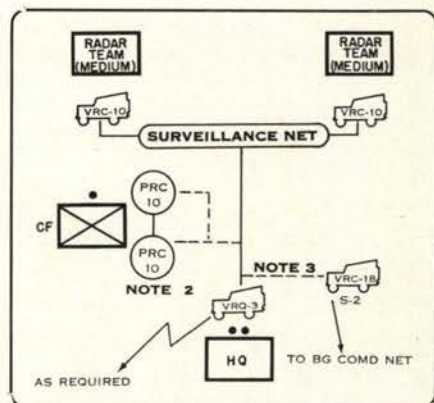 RADAR
TEAM
(MEDIUM)
RADAR
TEAM
(MEDIUM)
VRC-10
VRC-10
SURVEILLANCE NET
PRC
10
CF
PRC
10
NOTE 2
NOTE 3
VRC-18
S-2
VRQ-3
HQ
AS REQUIRED
TO BG COMD NET